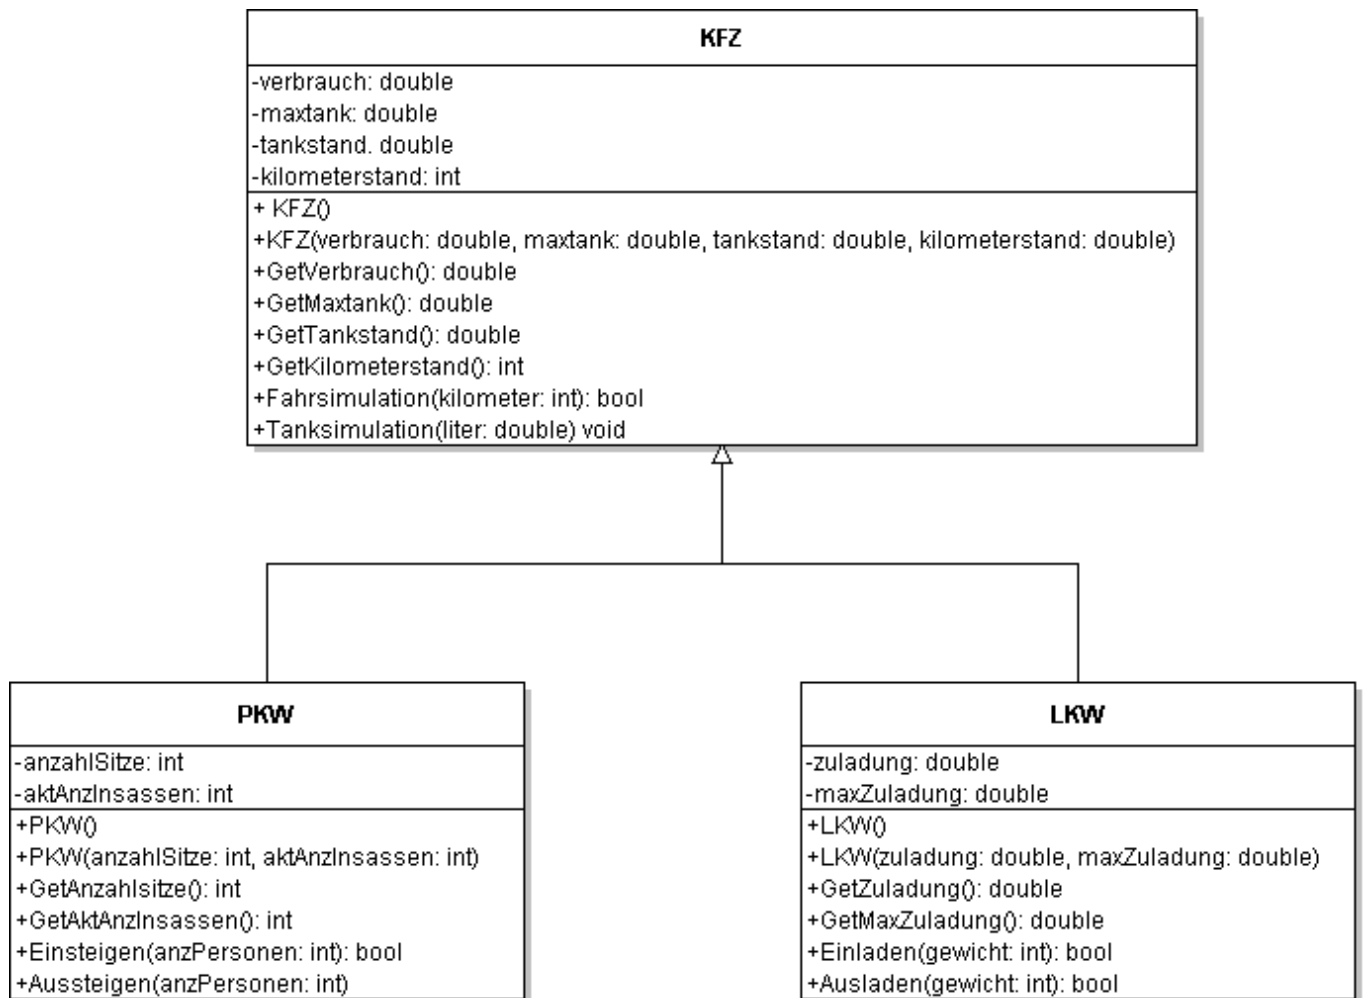 KFZ
-verbrauch: double
-maxtank: double
-tankstand. double
-kilometerstand: int
+ KFZ()
+KFZ(verbrauch: double, maxtank: double, tankstand: double, kilometerstand: double)
+GetVerbrauch(): double
+GetMaxtank(): double
+GetTankstand(): double
+GetKilometerstand(): int
+Fahrsimulation(kilometer: int): bool
+Tanksimulation(liter: double) void
PKW
-anzahlSitze: int
-aktAnzInsassen: int
+PKW()
+PKW(anzahlSitze: int, aktAnzInsassen: int)
+GetAnzahlsitze(): int
+GetAktAnzInsassen(): int
+Einsteigen(anzPersonen: int): bool
+Aussteigen(anzPersonen: int)
LKW
-zuladung: double
-maxZuladung: double
+LKW()
+LKW(zuladung: double, maxZuladung: double)
+GetZuladung(): double
+GetMaxZuladung(): double
+Einladen(gewicht: int): bool
+Ausladen(gewicht: int): bool